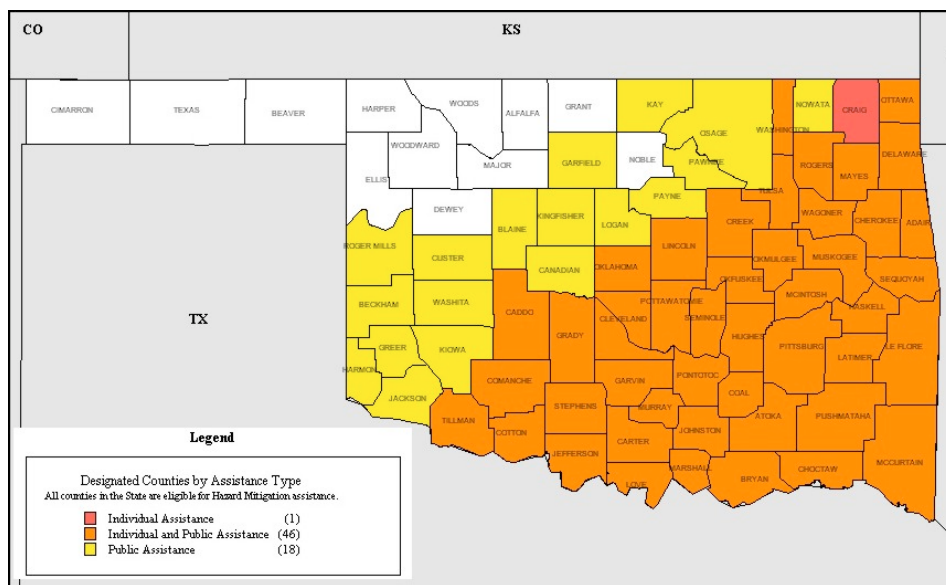 CO
KS
CIMARRON
TEXAS
BEAVER
HARPER
WOODS
ALFALFA
GRANT
KAY
OSAGE
WASHINGTON
NOWATA
CRAIG
OTTAWA
WOODWARD
ELLIS
MAJOR
GARFIELD
NOBLE
PAWNEE
ROGERS
MAYES
DELAWARE
TULSA
DEWEY
BLAINE
KINGFISHER
LOGAN
PAYNE
CREEK
WAGONER
CHEROKEE
ADAIR
ROGER MILLS
CUSTER
CANADIAN
OKLAHOMA
LINCOLN
OKMULGEE
MUSKOGEE
SEQUOYAH
OKFUSKEE
MCINTOSH
HASKELL
BECKHAM
WASHITA
CADDO
GRADY
CLEVELAND
POTTAWATOMIE
SEMINOLE
HUGHES
PITTSBURG
LATIMER
LE FLORE
TX
GREER
KIOWA
HARMON
JACKSON
COMANCHE
GARVIN
PONTOTOC
COAL
TILLMAN
COTTON
STEPHENS
MURRAY
JOHNSTON
ATOKA
PUSHMATAHA
JEFFERSON
CARTER
LOVE
MARSHALL
BRYAN
CHOCTAW
MCCURTAIN
Legend
Designated Counties by Assistance Type
All counties in the State are eligible for Hazard Mitigation assistance.
Individual Assistance (1)
Individual and Public Assistance (46)
Public Assistance (18)